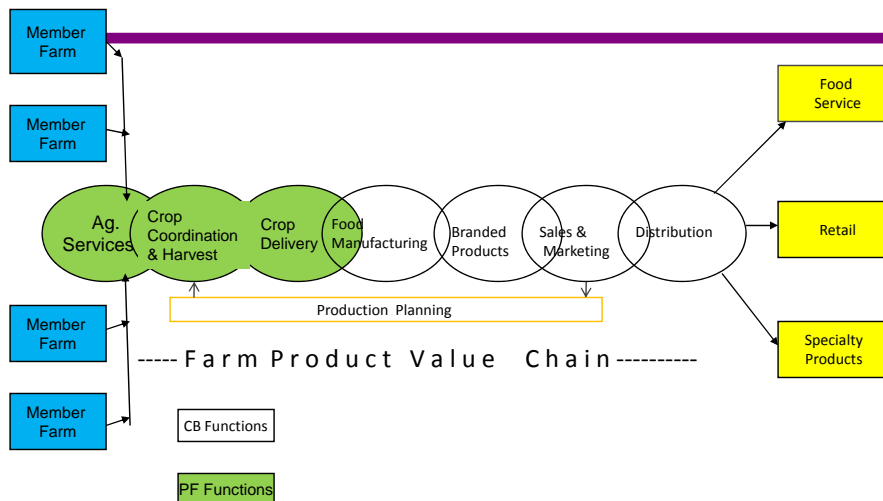 Member
Farm
Member
Farm
Ag.
Services
Crop
Coordination
& Harvest
Crop
Delivery
Food
Manufacturing
Branded
Products
Sales &
Marketing
Distribution
Food
Service
Retail
Specialty
Products
Production Planning
Member
Farm
Member
Farm
----- Farm Product Value Chain ----------
CB Functions
PF Functions